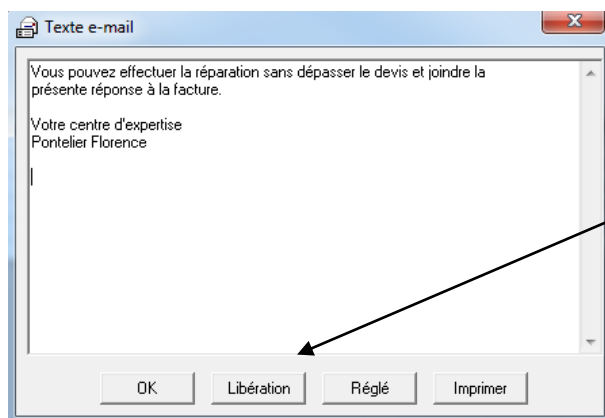 Texte e-mail
Vous pouvez effectuer la réparation sans dépasser le devis et joindre la
présente réponse à la facture.
Votre centre d'expertise
Pontelier Florence
OK Libération Réglé Imprimer